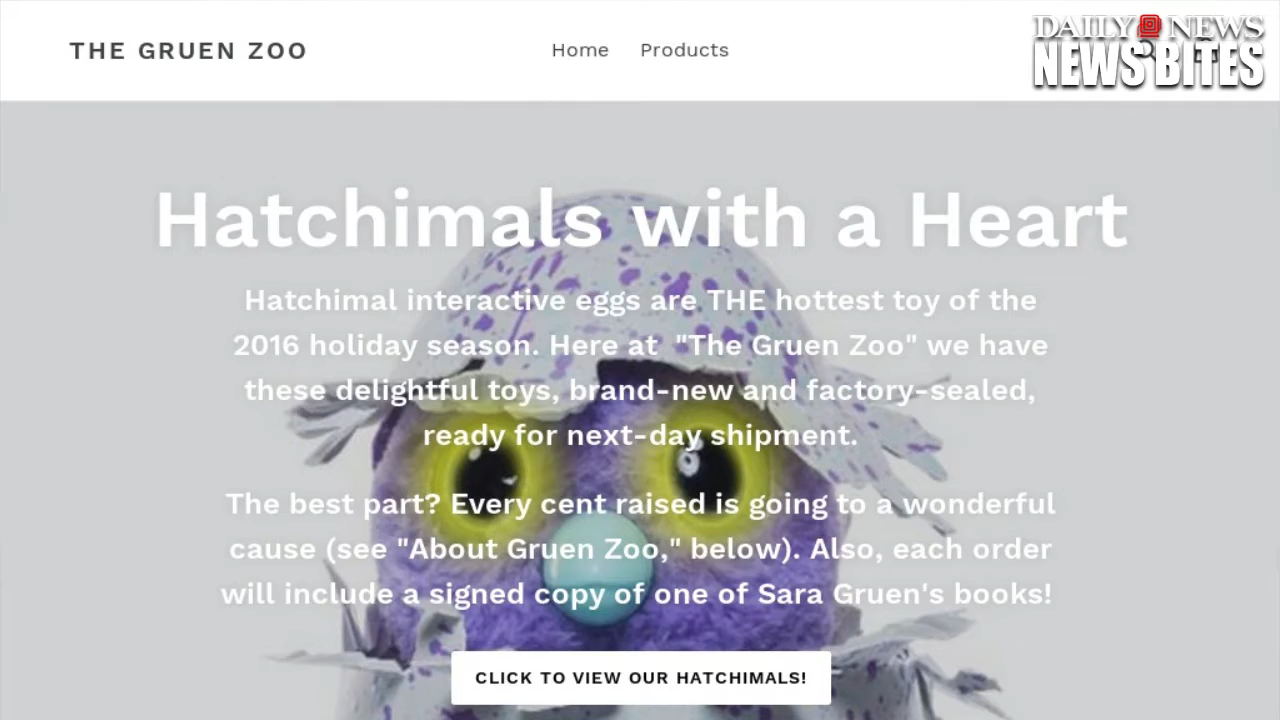 THE GRUEN ZOO
Home Products
DAILY NEWS
NEWS BITES
Hatchimals with a Heart
Hatchimal interactive eggs are THE hottest toy of the
2016 holiday season. Here at "The Gruen Zoo" we have
these delightful toys, brand-new and factory-sealed,
ready for next-day shipment.
The best part? Every cent raised is going to a wonderful
cause (see "About Gruen Zoo," below). Also, each order
will include a signed copy of one of Sara Gruen's books!
CLICK TO VIEW OUR HATCHIMALS!